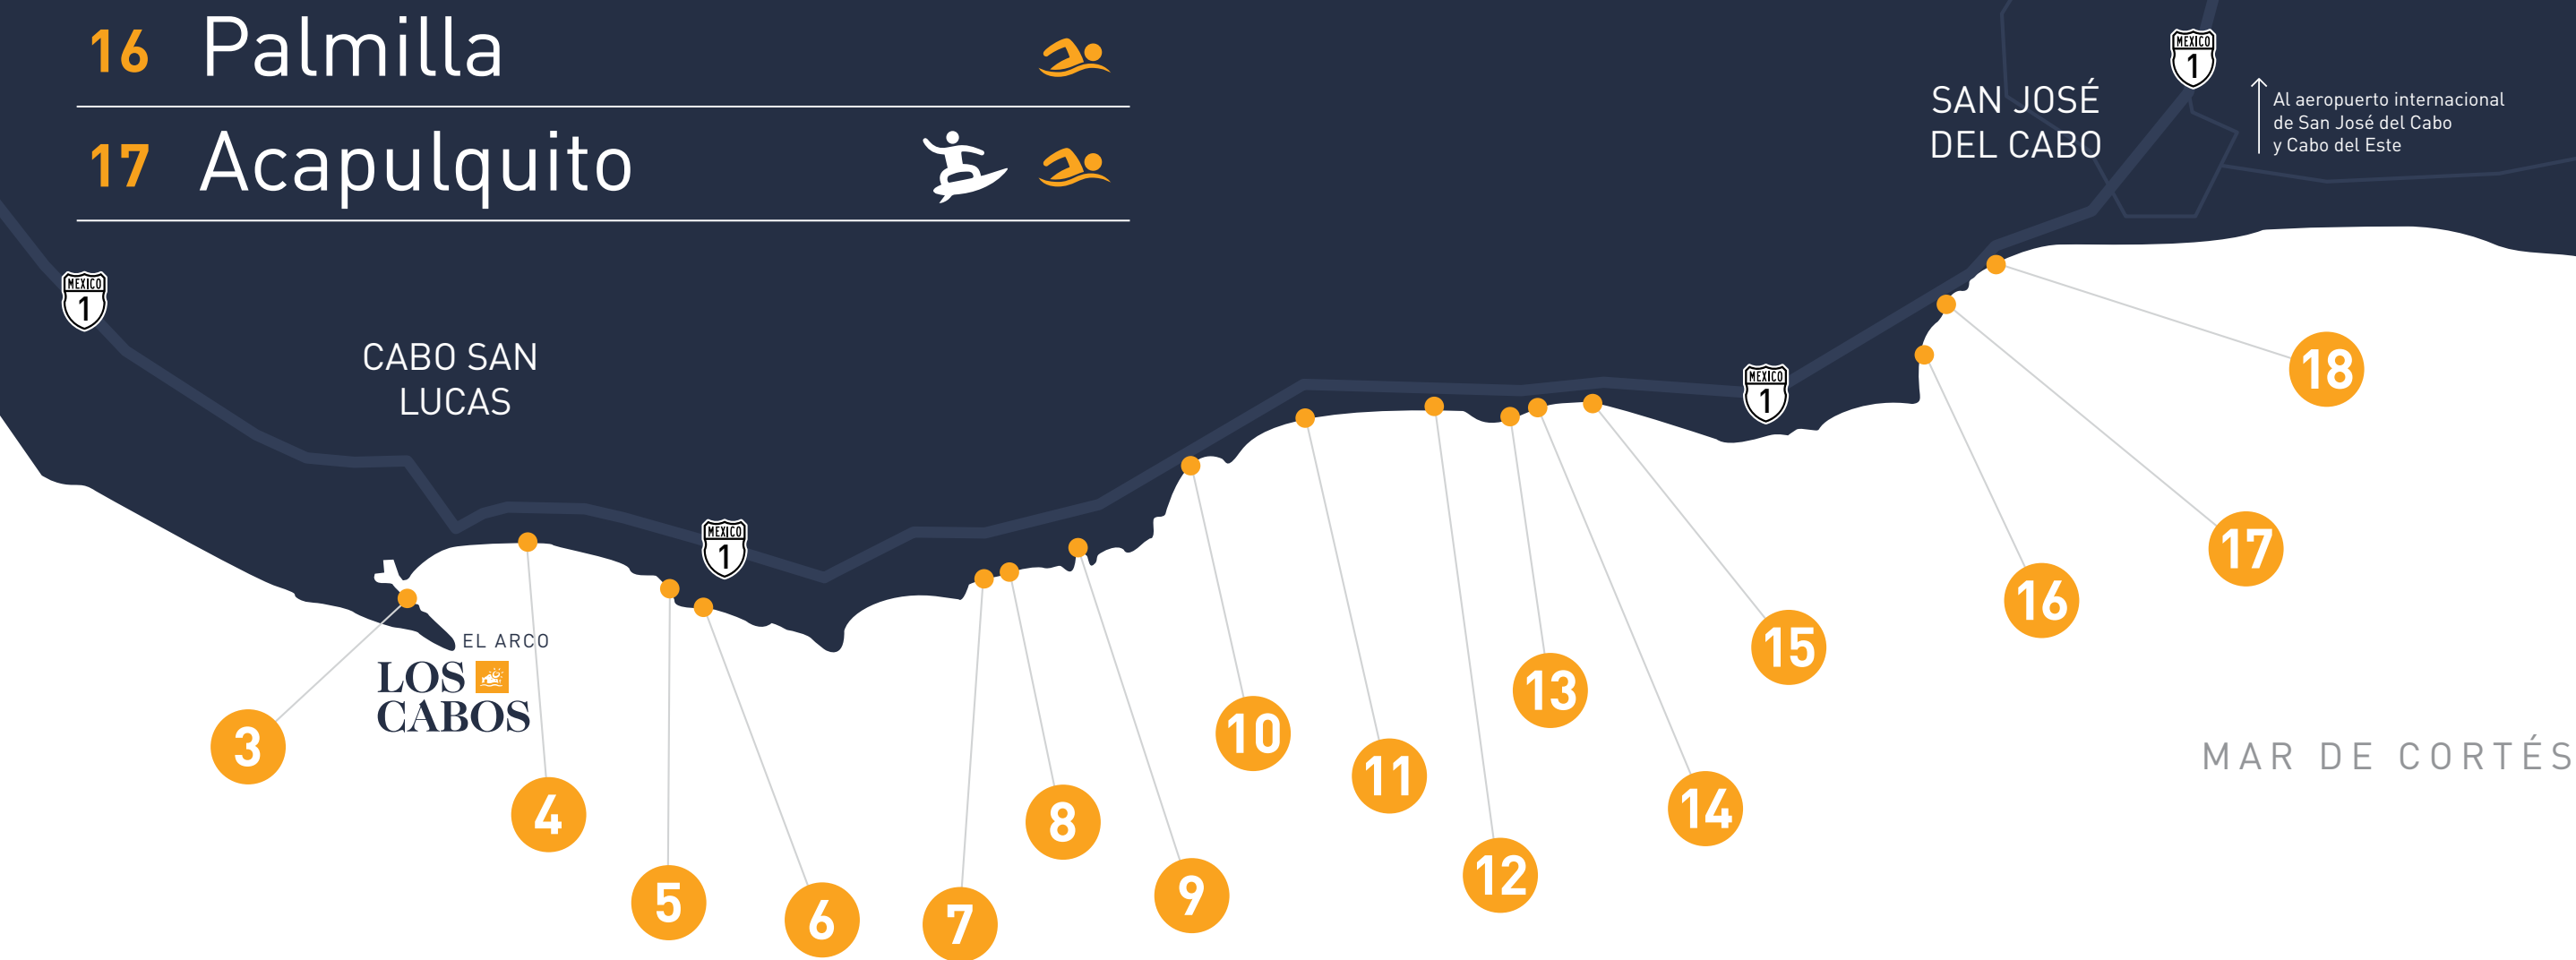 16 Palmilla
17 Acapulquito
SAN JOSÉ
DEL CABO
MEXICO
1
Al aeropuerto internacional
de San José del Cabo
y Cabo del Este
MEXICO
1
CABO SAN
LUCAS
MEXICO
1
MEXICO
1
EL ARCO
LOS
CABOS
3
4
5
6
7
8
9
10
11
12
13
14
15
16
17
18
MAR DE CORTÉS